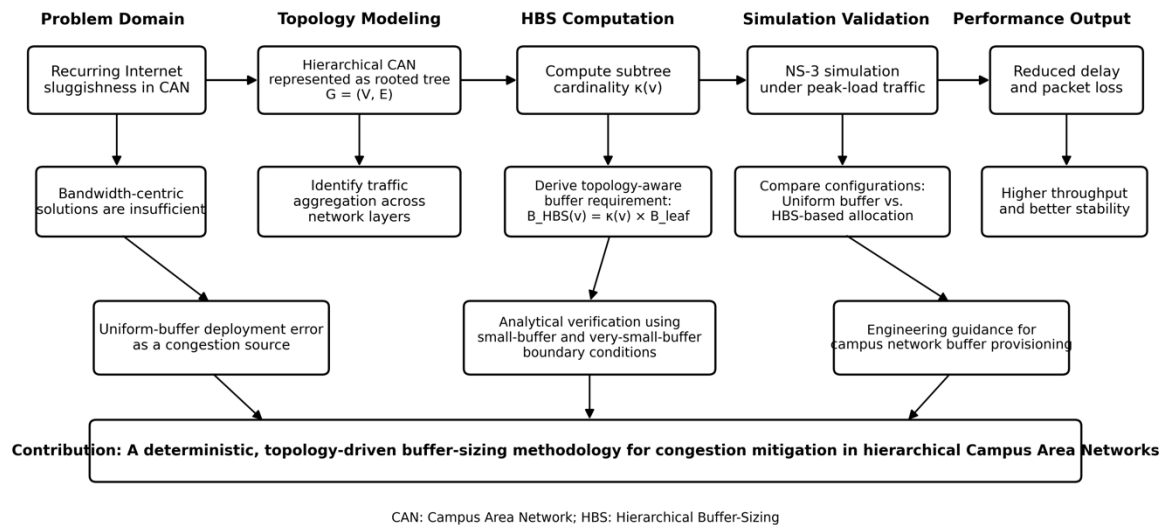 Problem Domain
Topology Modeling
HBS Computation
Simulation Validation
Performance Output
Recurring Internet
sluggishness in CAN
Hierarchical CAN
represented as rooted tree
G = (V, E)
Compute subtree
cardinality κ(v)
NS-3 simulation
under peak-load traffic
Reduced delay
and packet loss
Bandwidth-centric
solutions are insufficient
Identify traffic
aggregation across
network layers
Derive topology-aware
buffer requirement:
B_HBS(v) = κ(v) × B_leaf
Compare configurations:
Uniform buffer vs.
HBS-based allocation
Higher throughput
and better stability
Uniform-buffer deployment error
as a congestion source
Analytical verification using
small-buffer and very-small-buffer
boundary conditions
Engineering guidance for
campus network buffer provisioning
Contribution: A deterministic, topology-driven buffer-sizing methodology for congestion mitigation in hierarchical Campus Area Networks
CAN: Campus Area Network; HBS: Hierarchical Buffer-Sizing